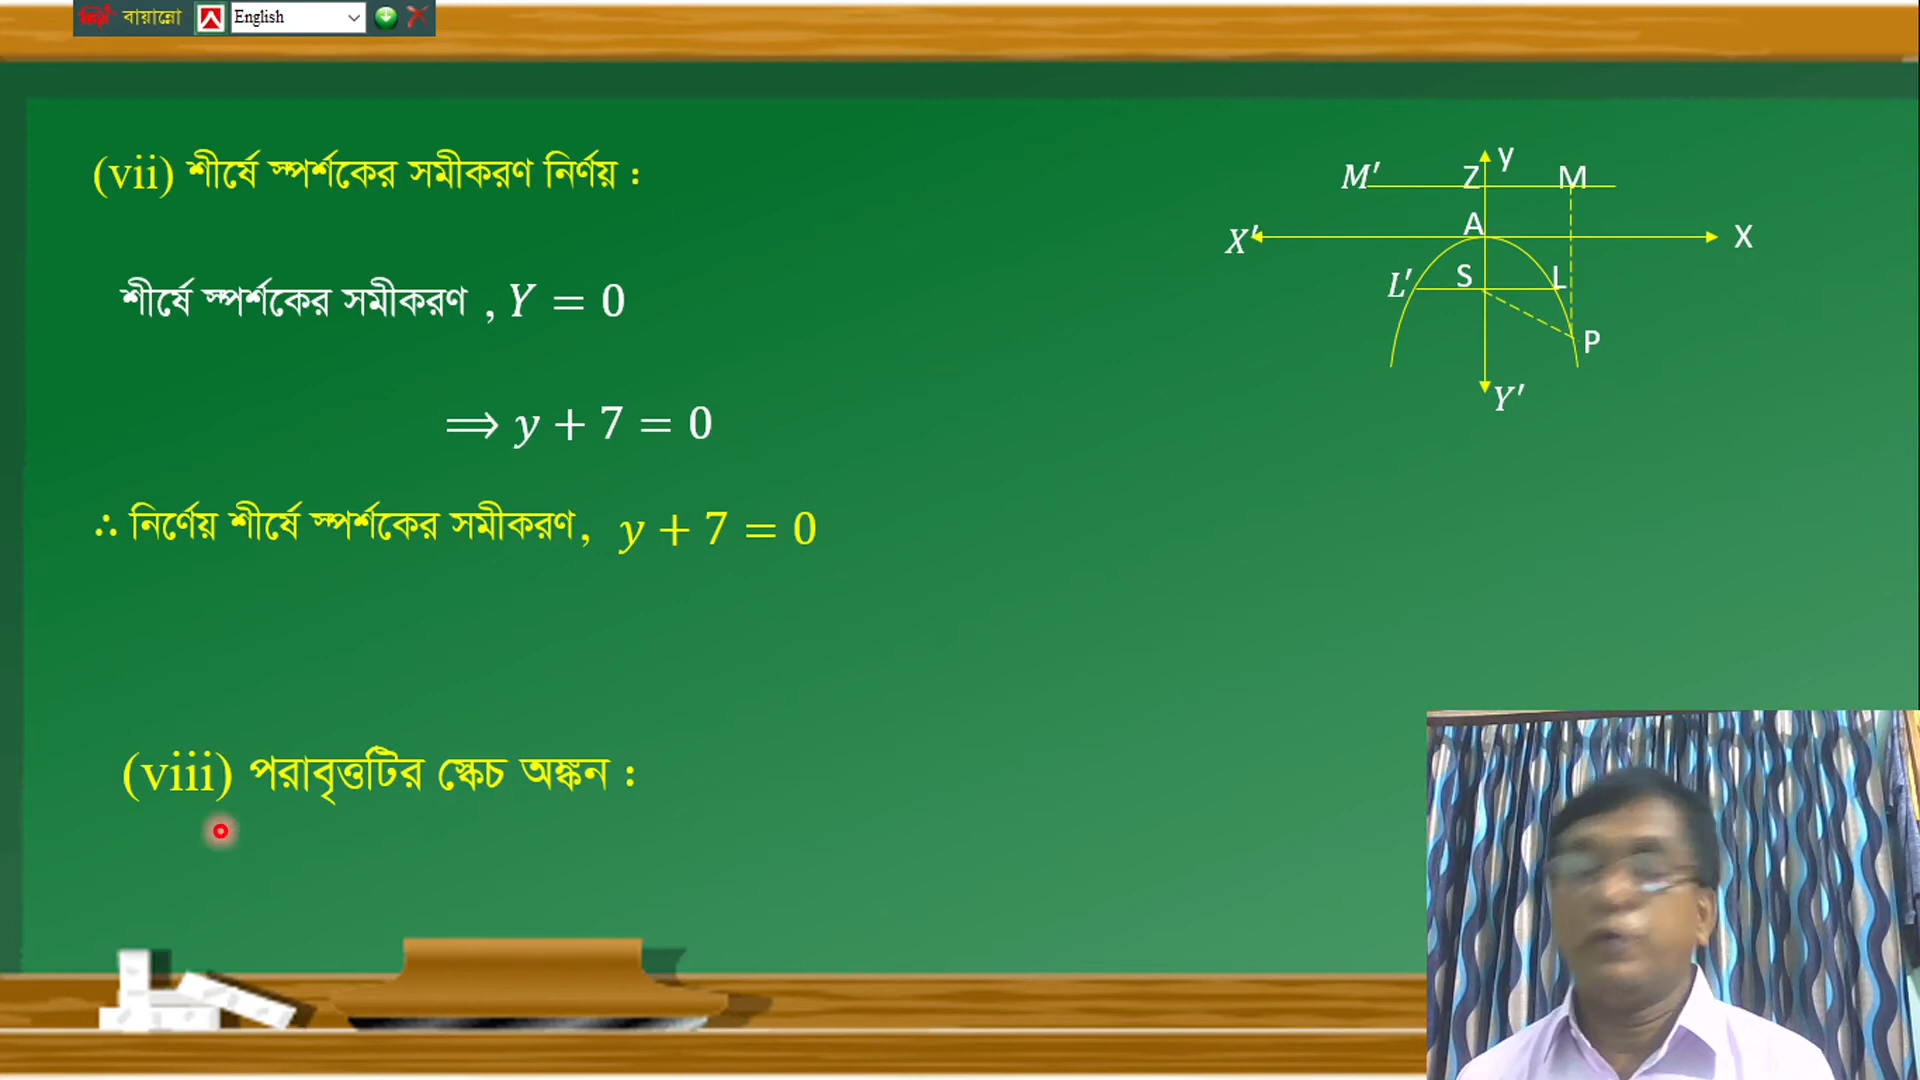 বায়ান্নো English
(vii) শীর্ষে স্পর্শকের সমীকরণ নির্ণয় :
শীর্ষে স্পর্শকের সমীকরণ , Y = 0
⟹ y + 7 = 0
∴ নির্ণেয় শীর্ষে স্পর্শকের সমীকরণ, y + 7 = 0
(viii) পরাবৃত্তটির স্কেচ অঙ্কন :
y
M′ Z M
A
X′ X
L′ S L
P
Y′